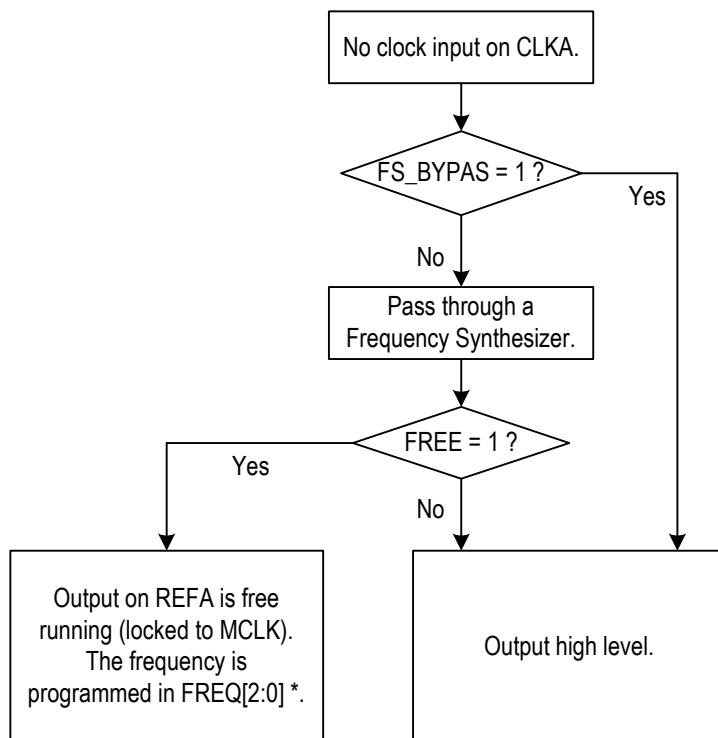 No clock input on CLKA.
FS_BYPAS = 1 ?
Yes
No
Pass through a
Frequency Synthesizer.
FREE = 1 ?
Yes
No
Output on REFA is free
running (locked to MCLK).
The frequency is
programmed in FREQ[2:0] *.
Output high level.